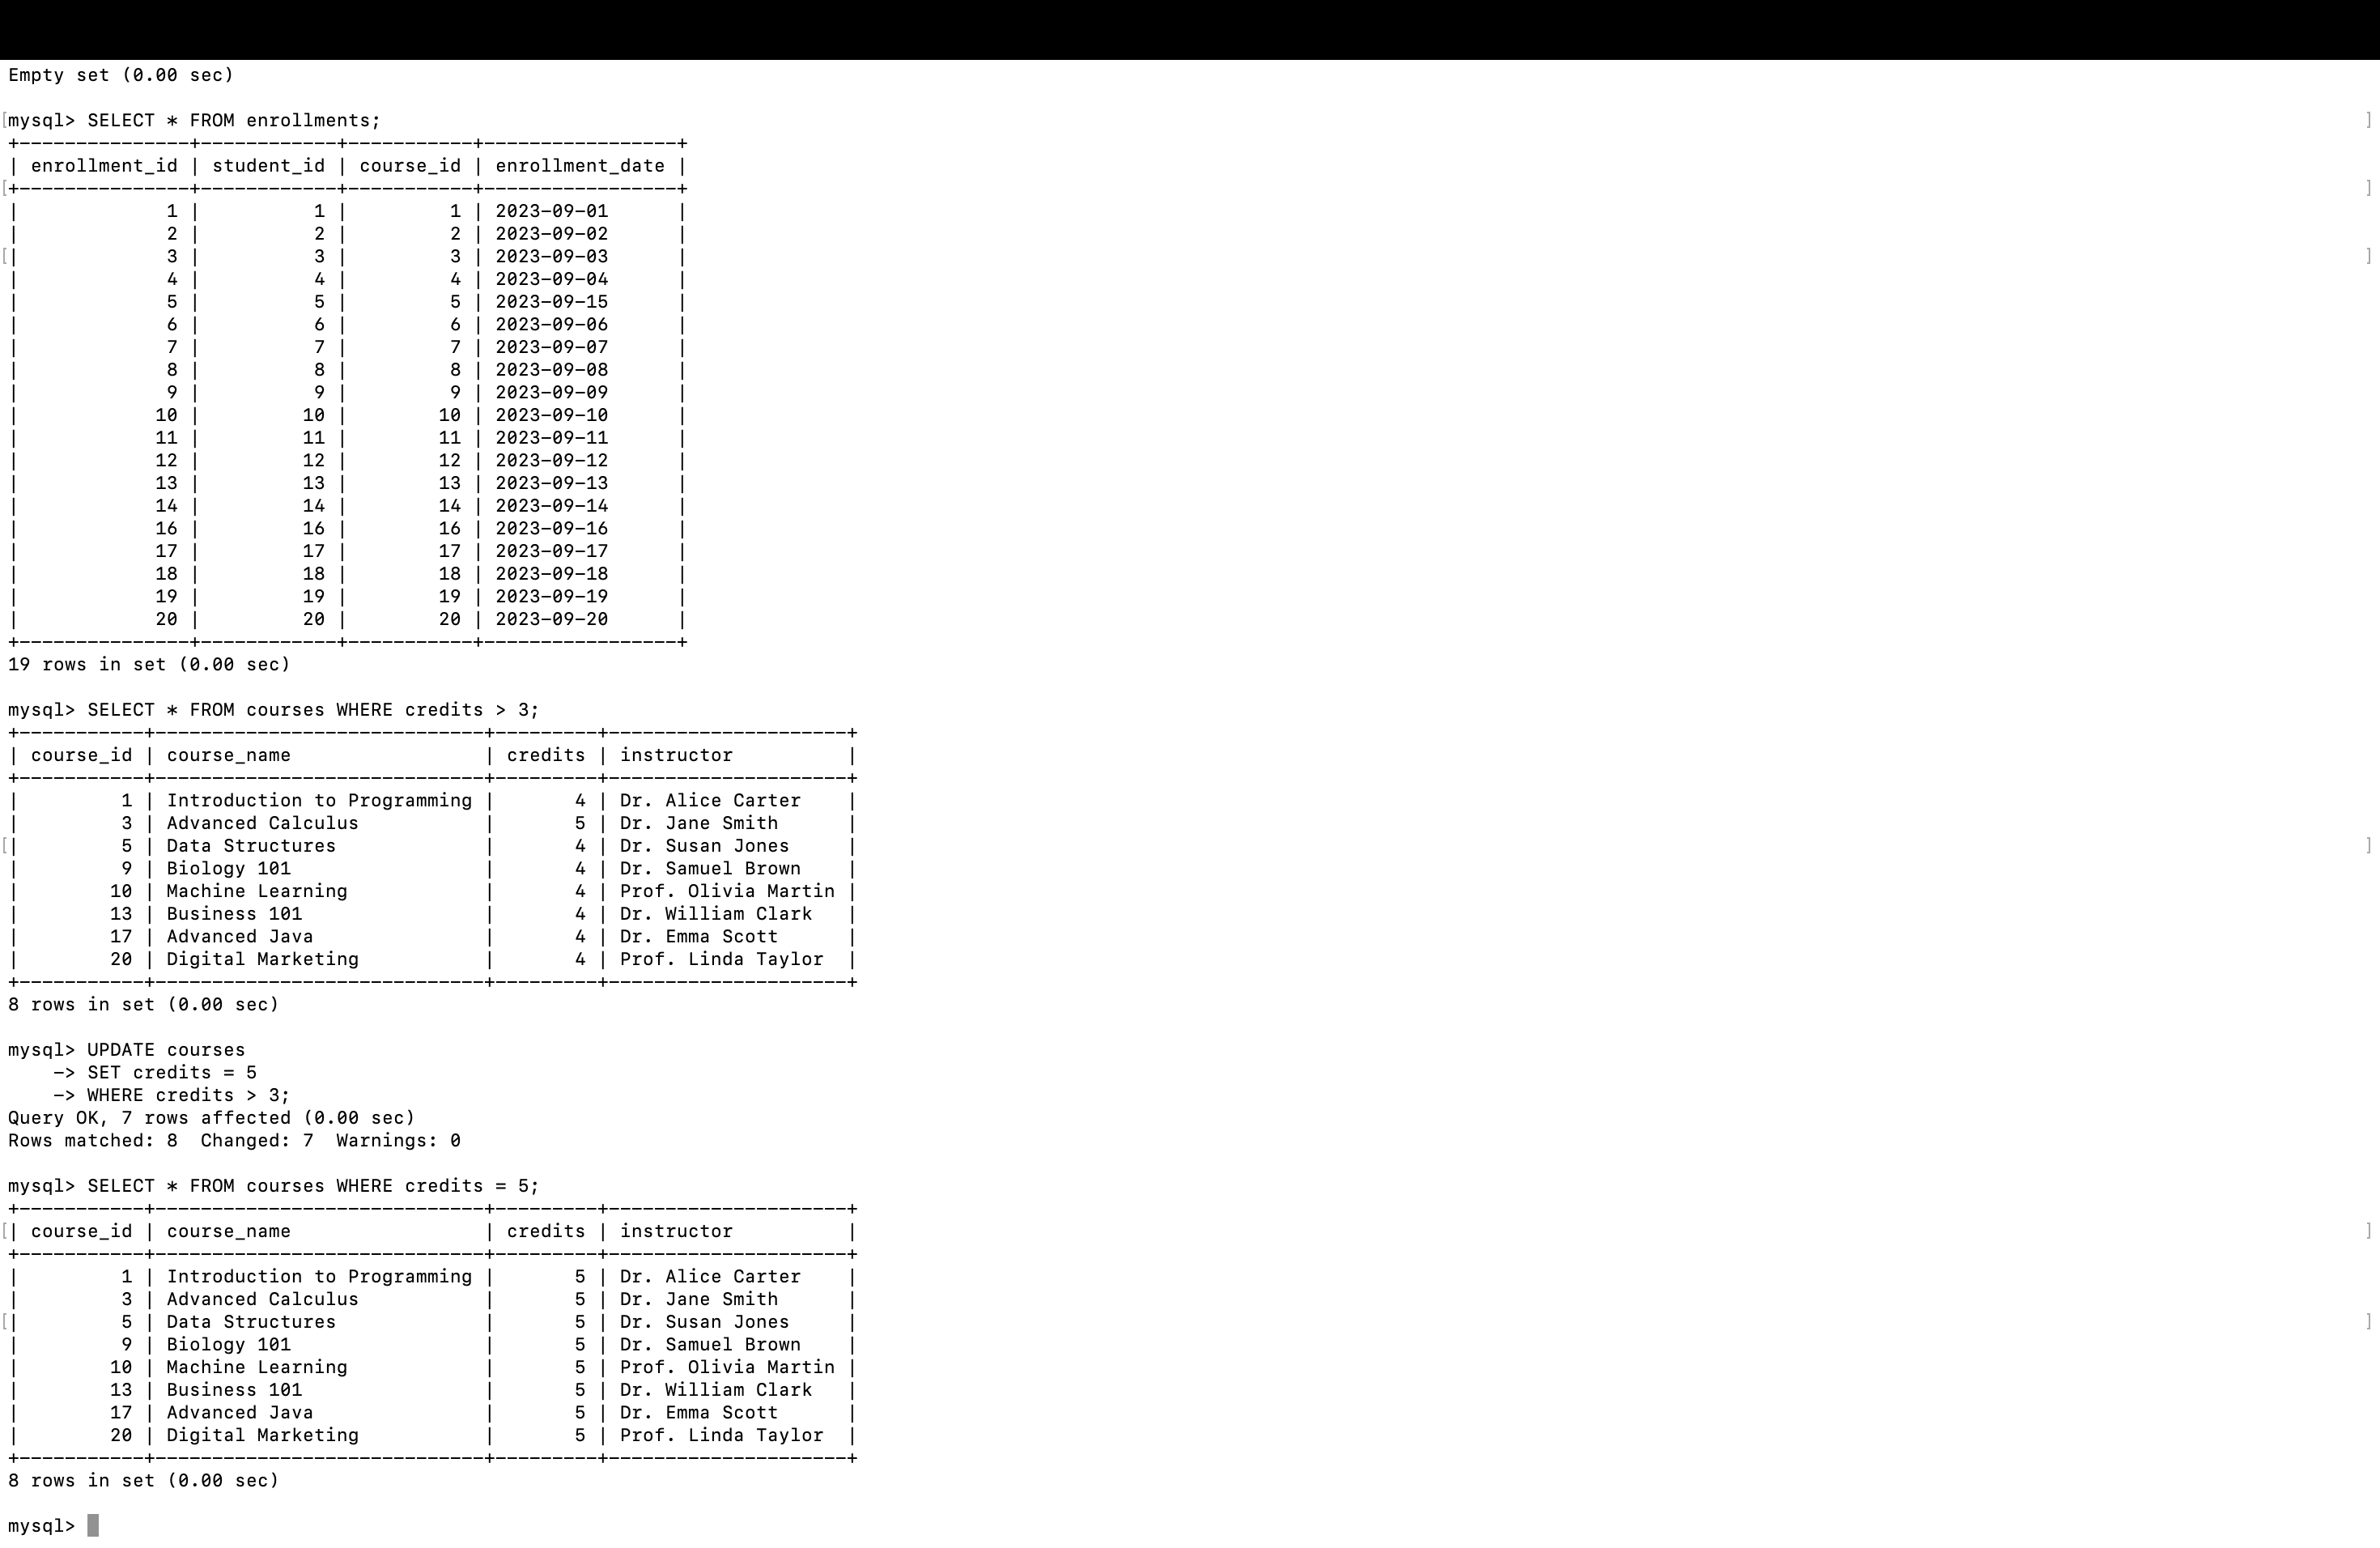 Empty set (0.00 sec)
mysql> SELECT * FROM enrollments;
+---------------+------------+-----------+-----------------+
| enrollment_id | student_id | course_id | enrollment_date |
+---------------+------------+-----------+-----------------+
|             1 |          1 |         1 | 2023-09-01      |
|             2 |          2 |         2 | 2023-09-02      |
|             3 |          3 |         3 | 2023-09-03      |
|             4 |          4 |         4 | 2023-09-04      |
|             5 |          5 |         5 | 2023-09-15      |
|             6 |          6 |         6 | 2023-09-06      |
|             7 |          7 |         7 | 2023-09-07      |
|             8 |          8 |         8 | 2023-09-08      |
|             9 |          9 |         9 | 2023-09-09      |
|            10 |         10 |        10 | 2023-09-10      |
|            11 |         11 |        11 | 2023-09-11      |
|            12 |         12 |        12 | 2023-09-12      |
|            13 |         13 |        13 | 2023-09-13      |
|            14 |         14 |        14 | 2023-09-14      |
|            16 |         16 |        16 | 2023-09-16      |
|            17 |         17 |        17 | 2023-09-17      |
|            18 |         18 |        18 | 2023-09-18      |
|            19 |         19 |        19 | 2023-09-19      |
|            20 |         20 |        20 | 2023-09-20      |
+---------------+------------+-----------+-----------------+
19 rows in set (0.00 sec)
mysql> SELECT * FROM courses WHERE credits > 3;
+-----------+-----------------------------+---------+---------------------+
| course_id | course_name                 | credits | instructor          |
+-----------+-----------------------------+---------+---------------------+
|         1 | Introduction to Programming |       4 | Dr. Alice Carter    |
|         3 | Advanced Calculus           |       5 | Dr. Jane Smith      |
|         5 | Data Structures             |       4 | Dr. Susan Jones     |
|         9 | Biology 101                 |       4 | Dr. Samuel Brown    |
|        10 | Machine Learning            |       4 | Prof. Olivia Martin |
|        13 | Business 101                |       4 | Dr. William Clark   |
|        17 | Advanced Java               |       4 | Dr. Emma Scott      |
|        20 | Digital Marketing           |       4 | Prof. Linda Taylor  |
+-----------+-----------------------------+---------+---------------------+
8 rows in set (0.00 sec)
mysql> UPDATE courses
    -> SET credits = 5
    -> WHERE credits > 3;
Query OK, 7 rows affected (0.00 sec)
Rows matched: 8  Changed: 7  Warnings: 0
mysql> SELECT * FROM courses WHERE credits = 5;
+-----------+-----------------------------+---------+---------------------+
| course_id | course_name                 | credits | instructor          |
+-----------+-----------------------------+---------+---------------------+
|         1 | Introduction to Programming |       5 | Dr. Alice Carter    |
|         3 | Advanced Calculus           |       5 | Dr. Jane Smith      |
|         5 | Data Structures             |       5 | Dr. Susan Jones     |
|         9 | Biology 101                 |       5 | Dr. Samuel Brown    |
|        10 | Machine Learning            |       5 | Prof. Olivia Martin |
|        13 | Business 101                |       5 | Dr. William Clark   |
|        17 | Advanced Java               |       5 | Dr. Emma Scott      |
|        20 | Digital Marketing           |       5 | Prof. Linda Taylor  |
+-----------+-----------------------------+---------+---------------------+
8 rows in set (0.00 sec)
mysql>